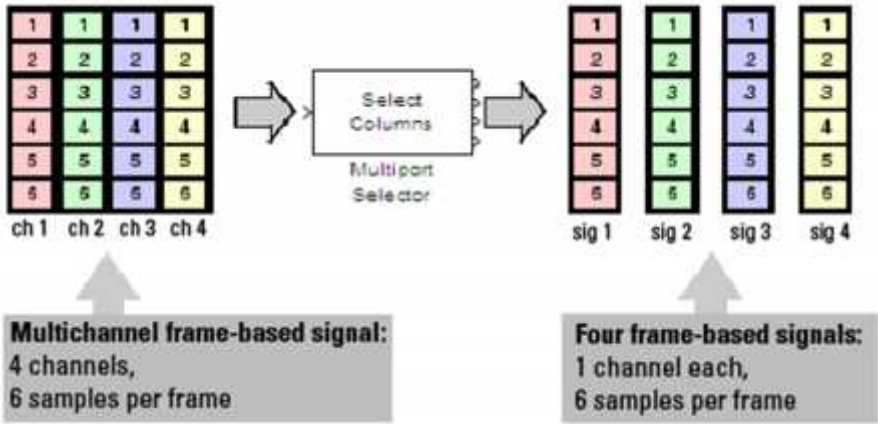 1 1 1 1
2 2 2 2
3 3 3 3
4 4 4 4
5 5 5 5
6 6 6 6
ch 1 ch 2 ch 3 ch 4
Select
Columns
Multiport
Selector
1 1 1 1
2 2 2 2
3 3 3 3
4 4 4 4
5 5 5 5
6 6 6 6
sig 1 sig 2 sig 3 sig 4
Multichannel frame-based signal:
4 channels,
6 samples per frame
Four frame-based signals:
1 channel each,
6 samples per frame